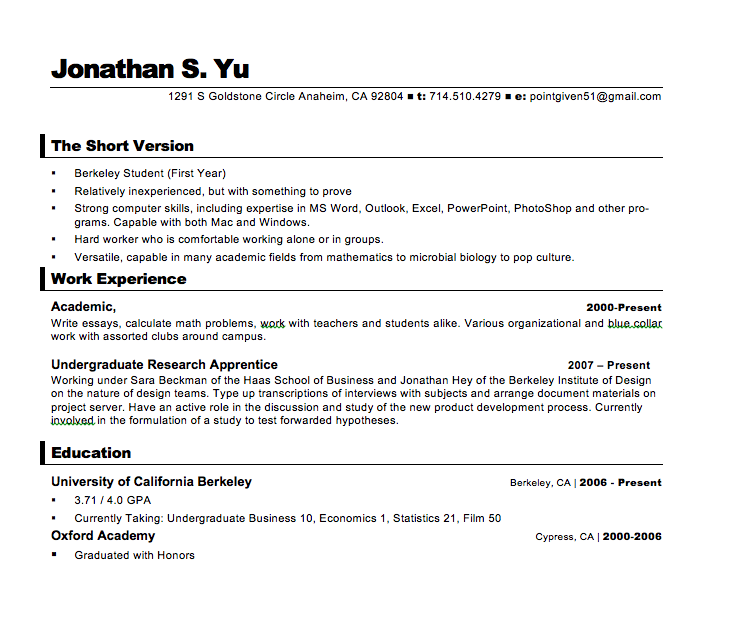 Jonathan S. Yu
1291 S Goldstone Circle Anaheim, CA 92804 ■ t: 714.510.4279 ■ e: pointgiven51@gmail.com
The Short Version
▪ Berkeley Student (First Year)
▪ Relatively inexperienced, but with something to prove
▪ Strong computer skills, including expertise in MS Word, Outlook, Excel, PowerPoint, PhotoShop and other pro-
grams. Capable with both Mac and Windows.
▪ Hard worker who is comfortable working alone or in groups.
▪ Versatile, capable in many academic fields from mathematics to microbial biology to pop culture.
Work Experience
Academic, 2000-Present
Write essays, calculate math problems, work with teachers and students alike. Various organizational and blue collar
work with assorted clubs around campus.
Undergraduate Research Apprentice 2007 – Present
Working under Sara Beckman of the Haas School of Business and Jonathan Hey of the Berkeley Institute of Design
on the nature of design teams. Type up transcriptions of interviews with subjects and arrange document materials on
project server. Have an active role in the discussion and study of the new product development process. Currently
involved in the formulation of a study to test forwarded hypotheses.
Education
University of California Berkeley Berkeley, CA | 2006 - Present
▪ 3.71 / 4.0 GPA
▪ Currently Taking: Undergraduate Business 10, Economics 1, Statistics 21, Film 50
Oxford Academy Cypress, CA | 2000-2006
▪ Graduated with Honors